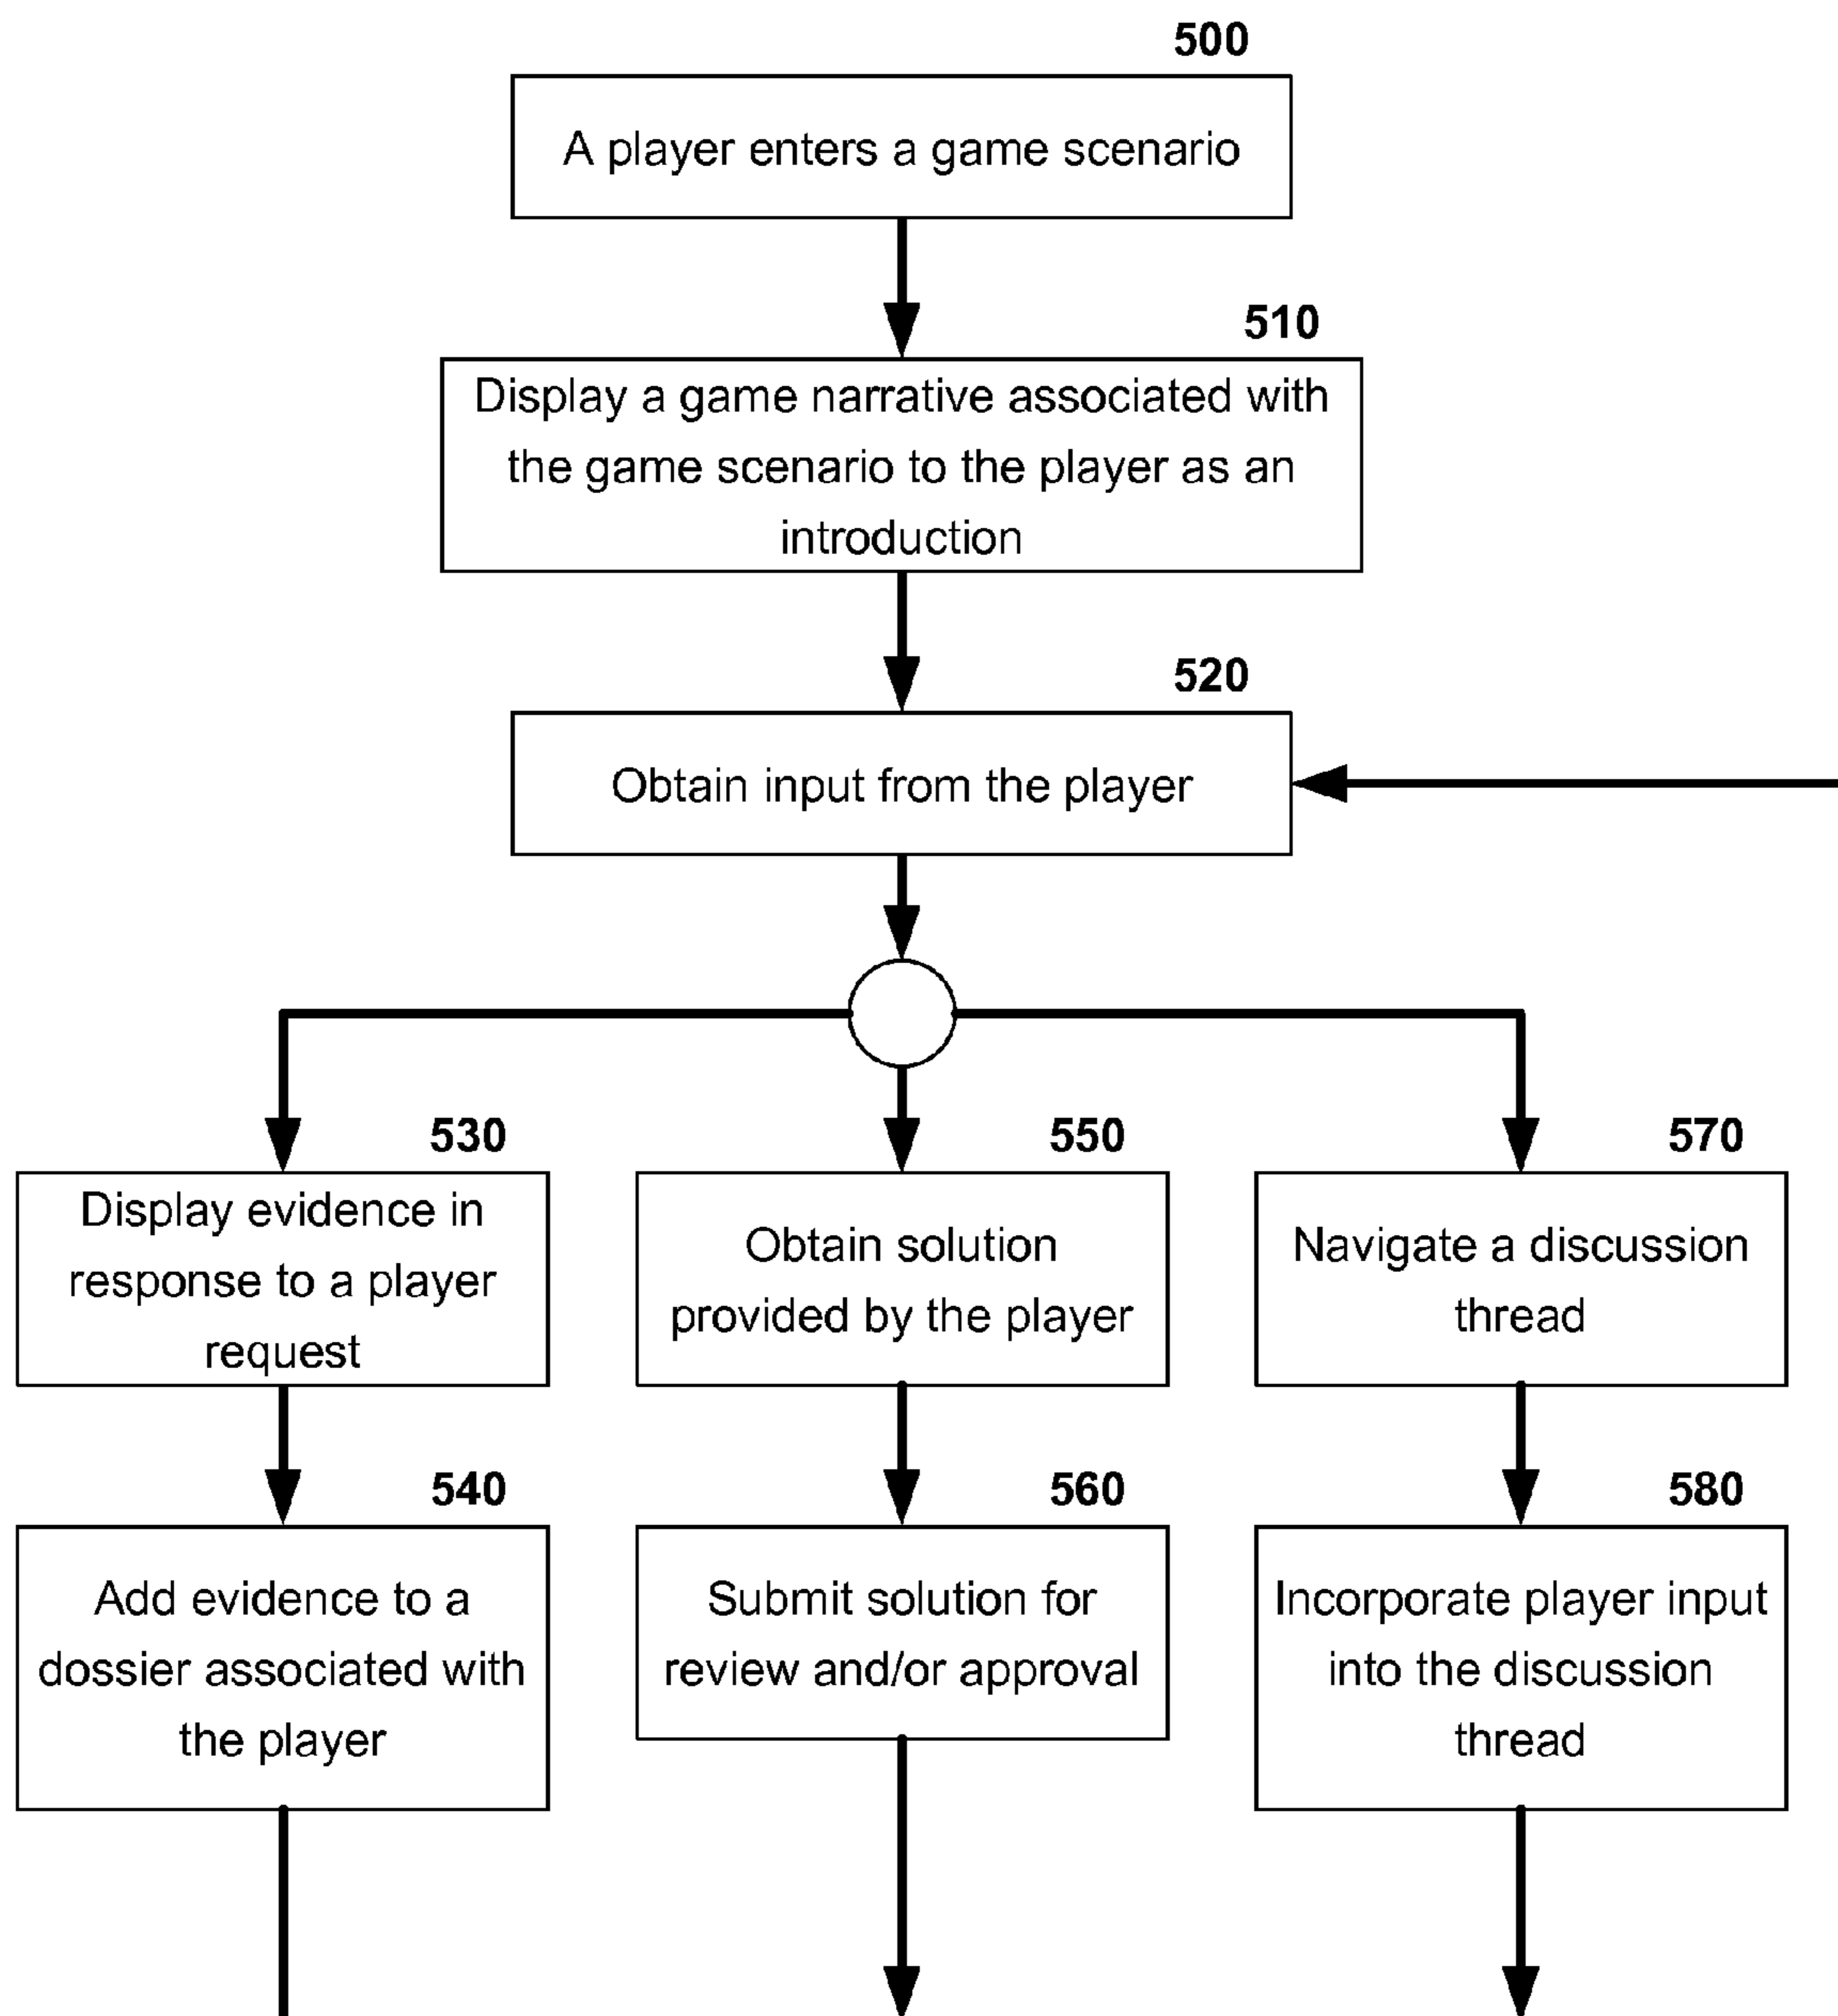 500
A player enters a game scenario
510
Display a game narrative associated with
the game scenario to the player as an
introduction
520
Obtain input from the player
530
Display evidence in
response to a player
request
550
Obtain solution
provided by the player
570
Navigate a discussion
thread
540
Add evidence to a
dossier associated with
the player
560
Submit solution for
review and/or approval
580
Incorporate player input
into the discussion
thread